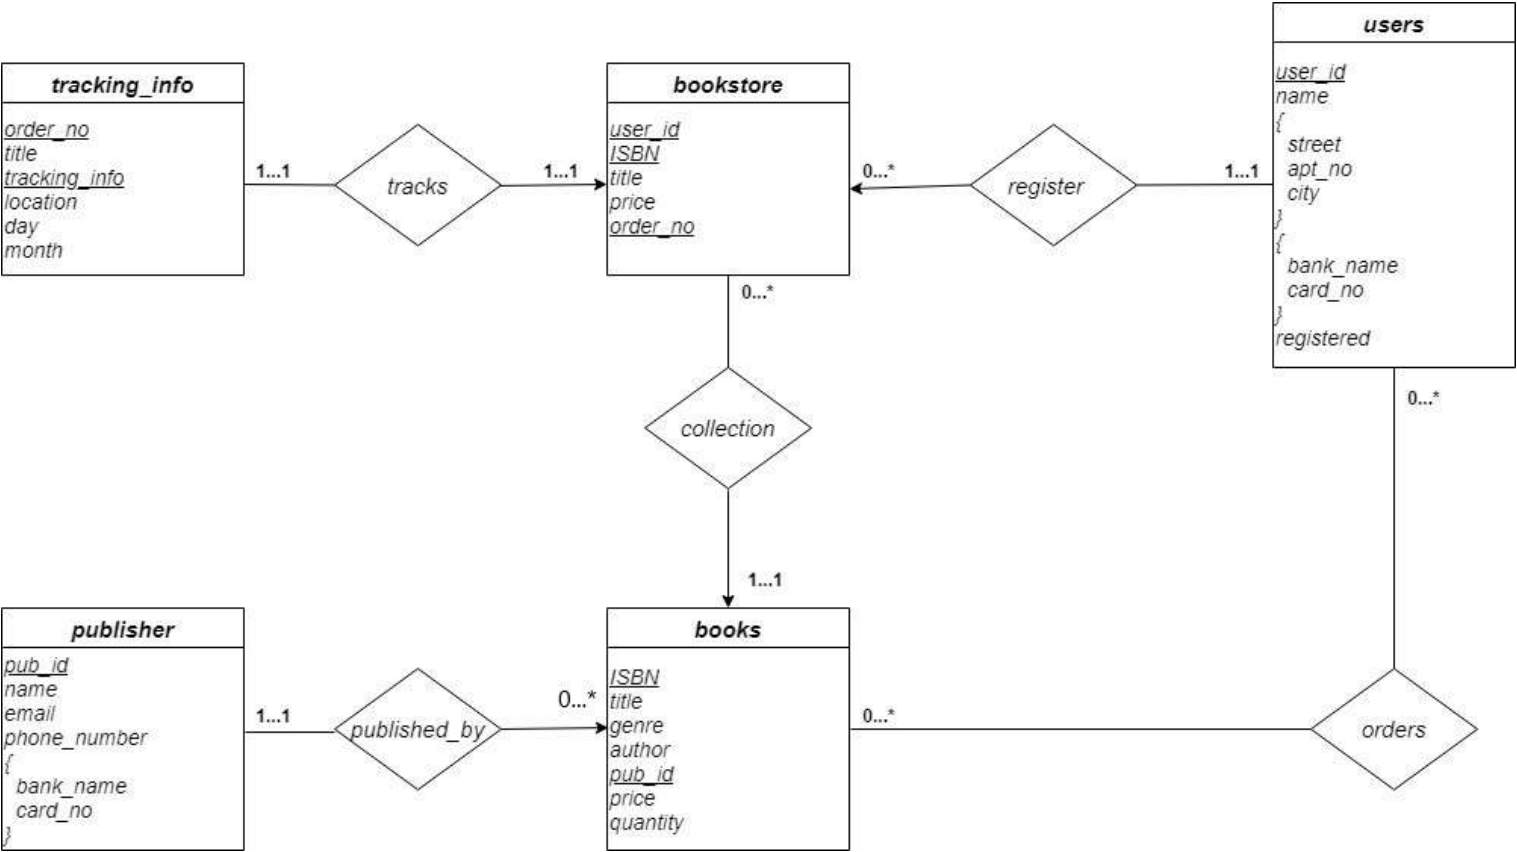 users
user_id
name
{
street
apt_no
city
}
{
bank_name
card_no
}
registered
tracking_info
order_no
title
tracking_info
location
day
month
1...1
tracks
1...1
bookstore
user_id
ISBN
title
price
order_no
0...*
register
1...1
0...*
collection
1...1
0...*
publisher
pub_id
name
email
phone_number
{
bank_name
card_no
}
1...1
published_by
0...*
books
ISBN
title
genre
author
pub_id
price
quantity
0...*
orders